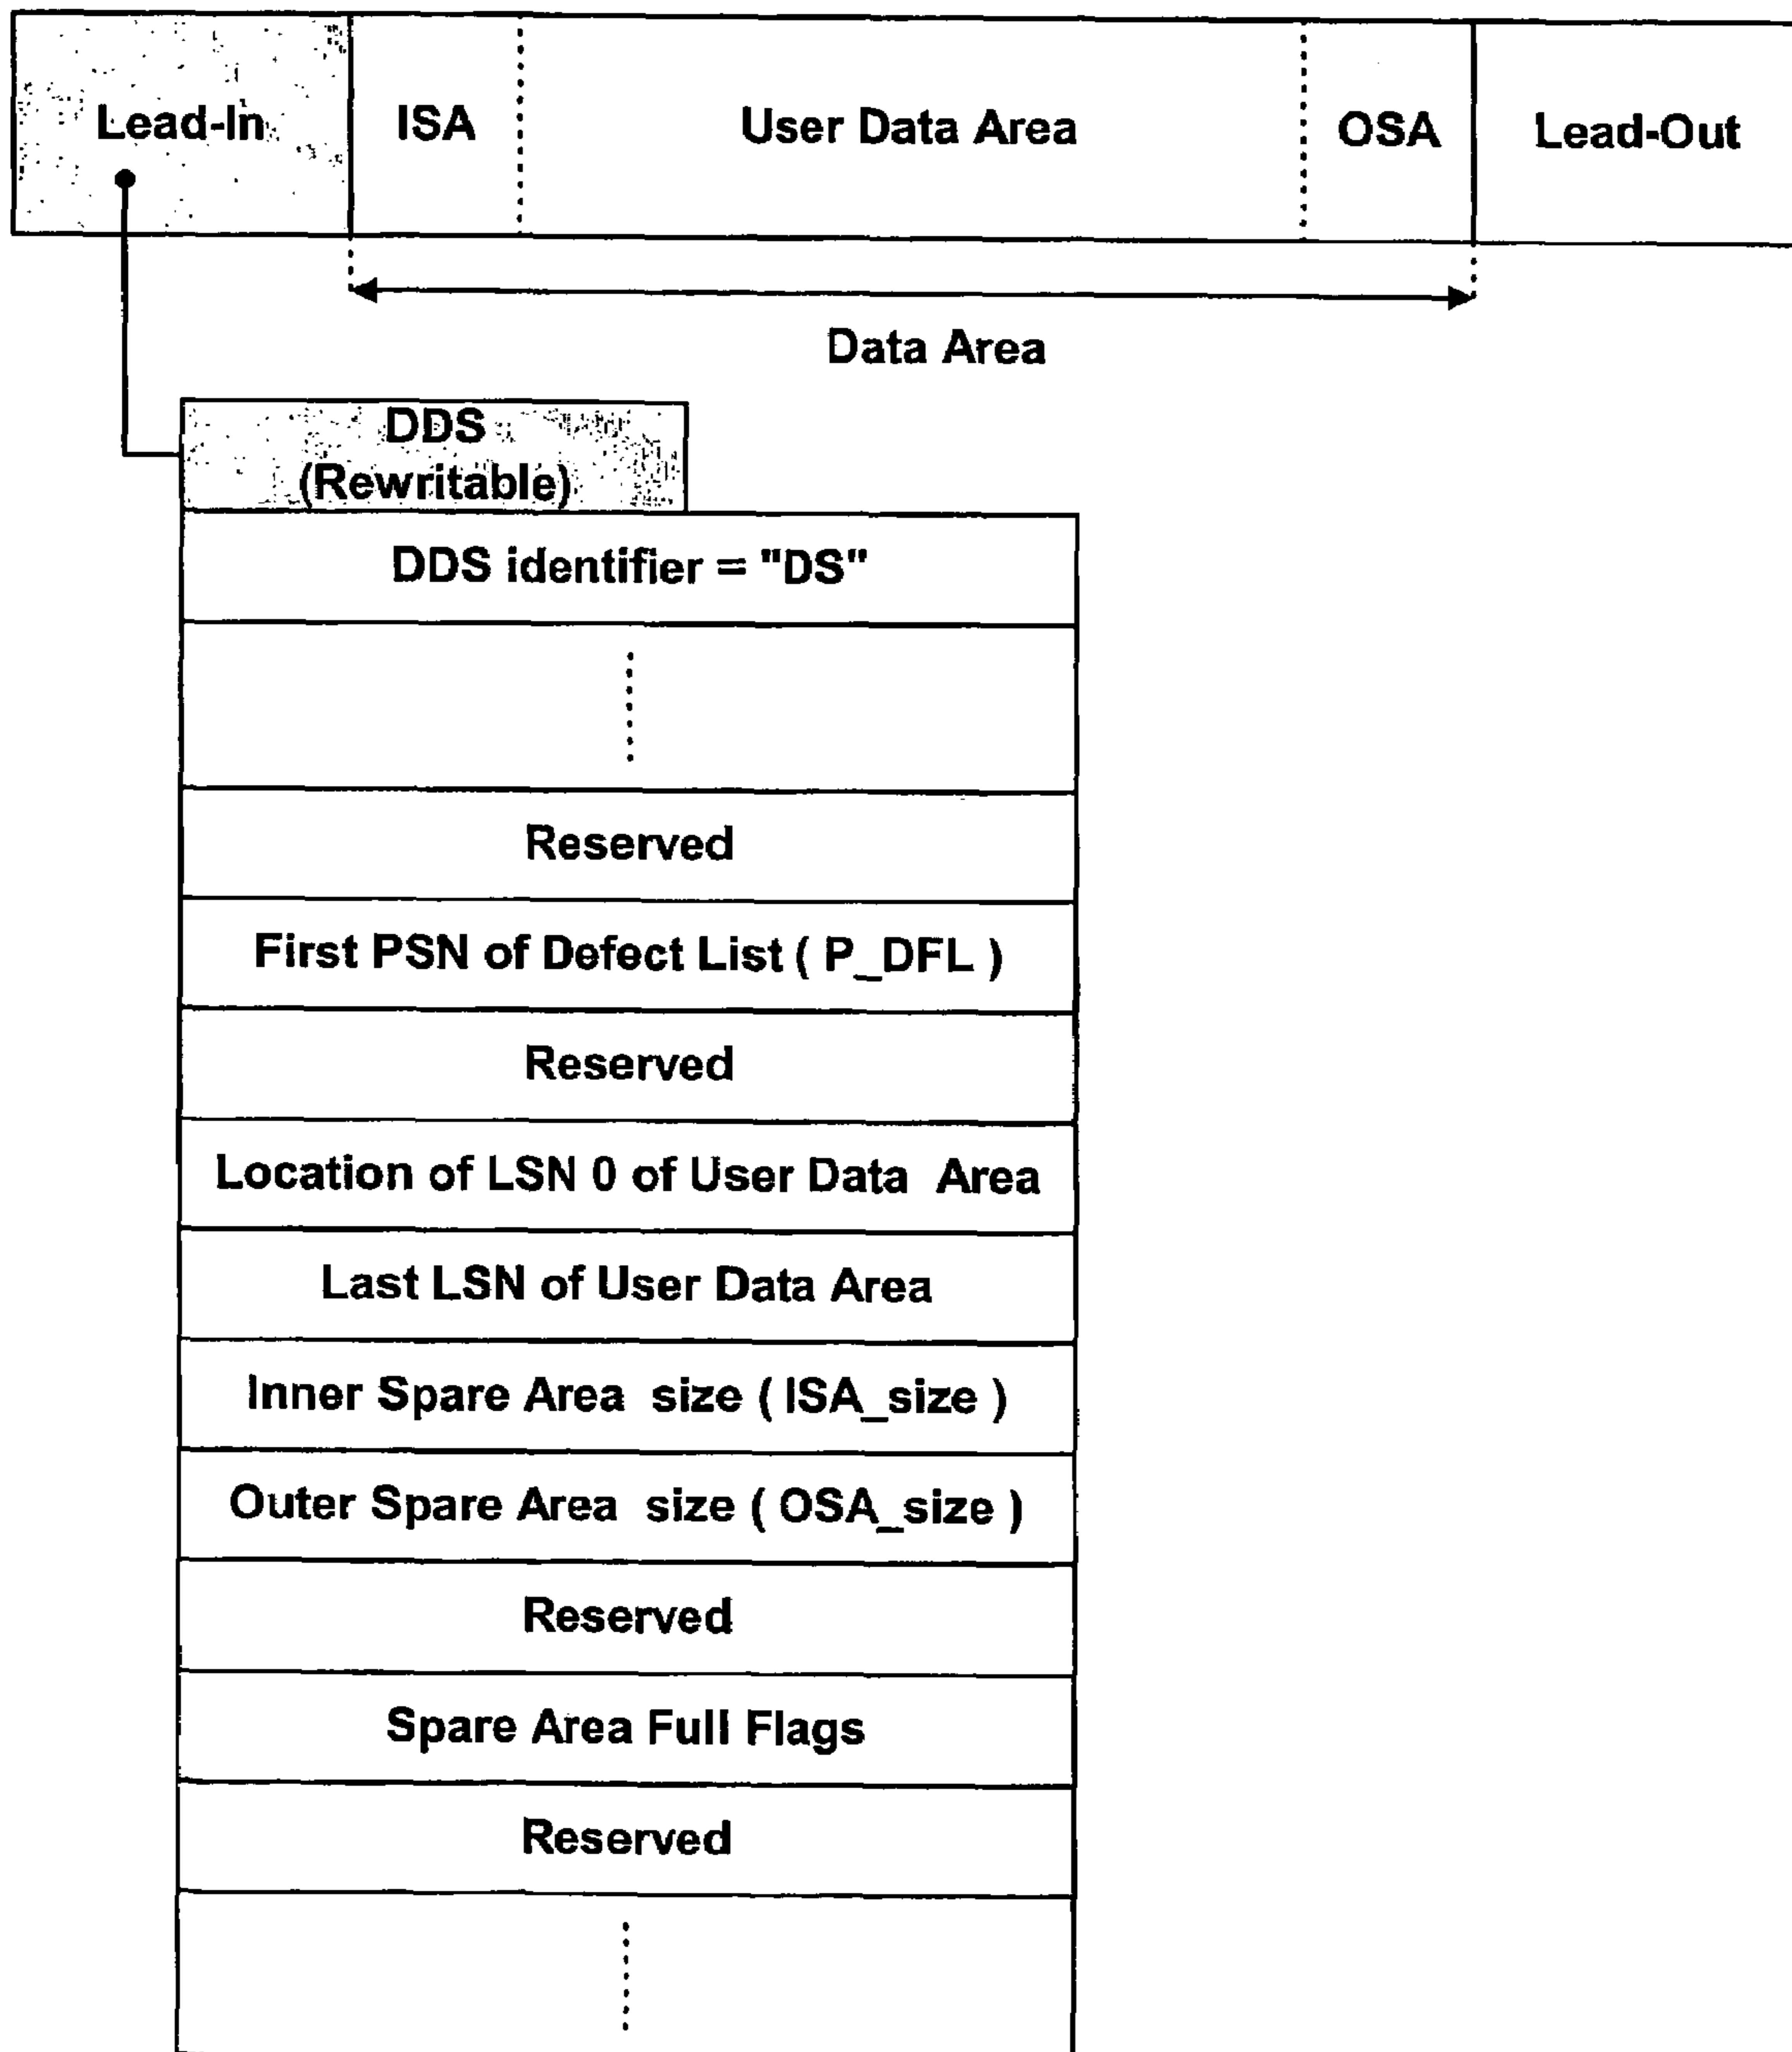 Lead-In ISA User Data Area OSA Lead-Out
Data Area
DDS
(Rewritable)
DDS identifier = "DS"
Reserved
First PSN of Defect List ( P_DFL )
Reserved
Location of LSN 0 of User Data Area
Last LSN of User Data Area
Inner Spare Area size ( ISA_size )
Outer Spare Area size ( OSA_size )
Reserved
Spare Area Full Flags
Reserved